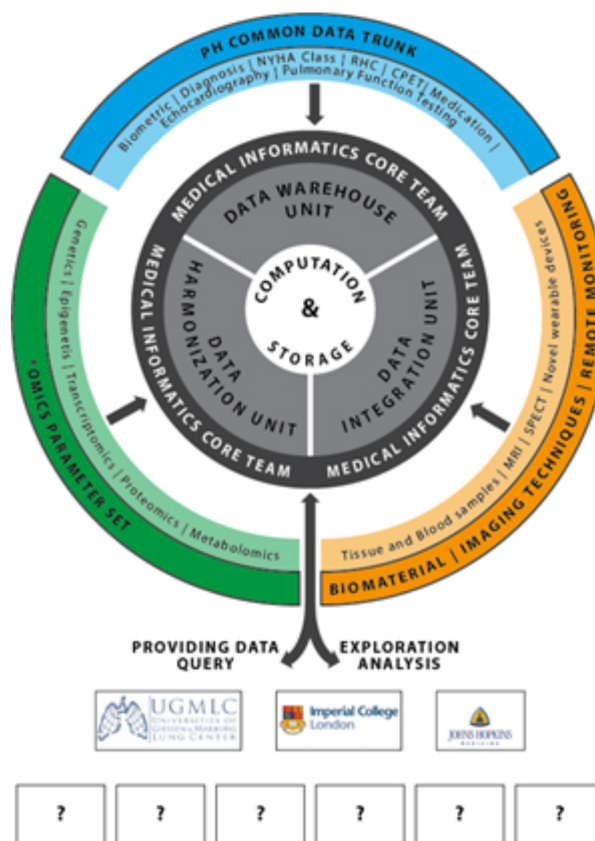 PH COMMON DATA TRUNK
Biometric | Diagnosis | NYHA Class | RHC | CPET | Medication |
Echocardiography | Pulmonary Function Testing
MEDICAL INFORMATICS CORE TEAM
DATA WAREHOUSE
UNIT
COMPUTATION
&
STORAGE
DATA
HARMONIZATION UNIT
MEDICAL INFORMATICS CORE TEAM
DATA
INTEGRATION UNIT
MEDICAL INFORMATICS CORE TEAM
Genetics | Epigenetis | Transcriptomics | Proteomics | Metabolomics
'OMICS PARAMETER SET
Tissue and Blood samples | MRI | SPECT | Novel wearable devices
BIOMATERIAL | IMAGING TECHNIQUES | REMOTE MONITORING
PROVIDING DATA
QUERY
EXPLORATION
ANALYSIS
UGMLC
UNIVERSITIES OF
GIESSEN & MARBURG
LUNG CENTER
Imperial College
London
JOHNS HOPKINS
MEDICINE
? ? ? ? ? ?